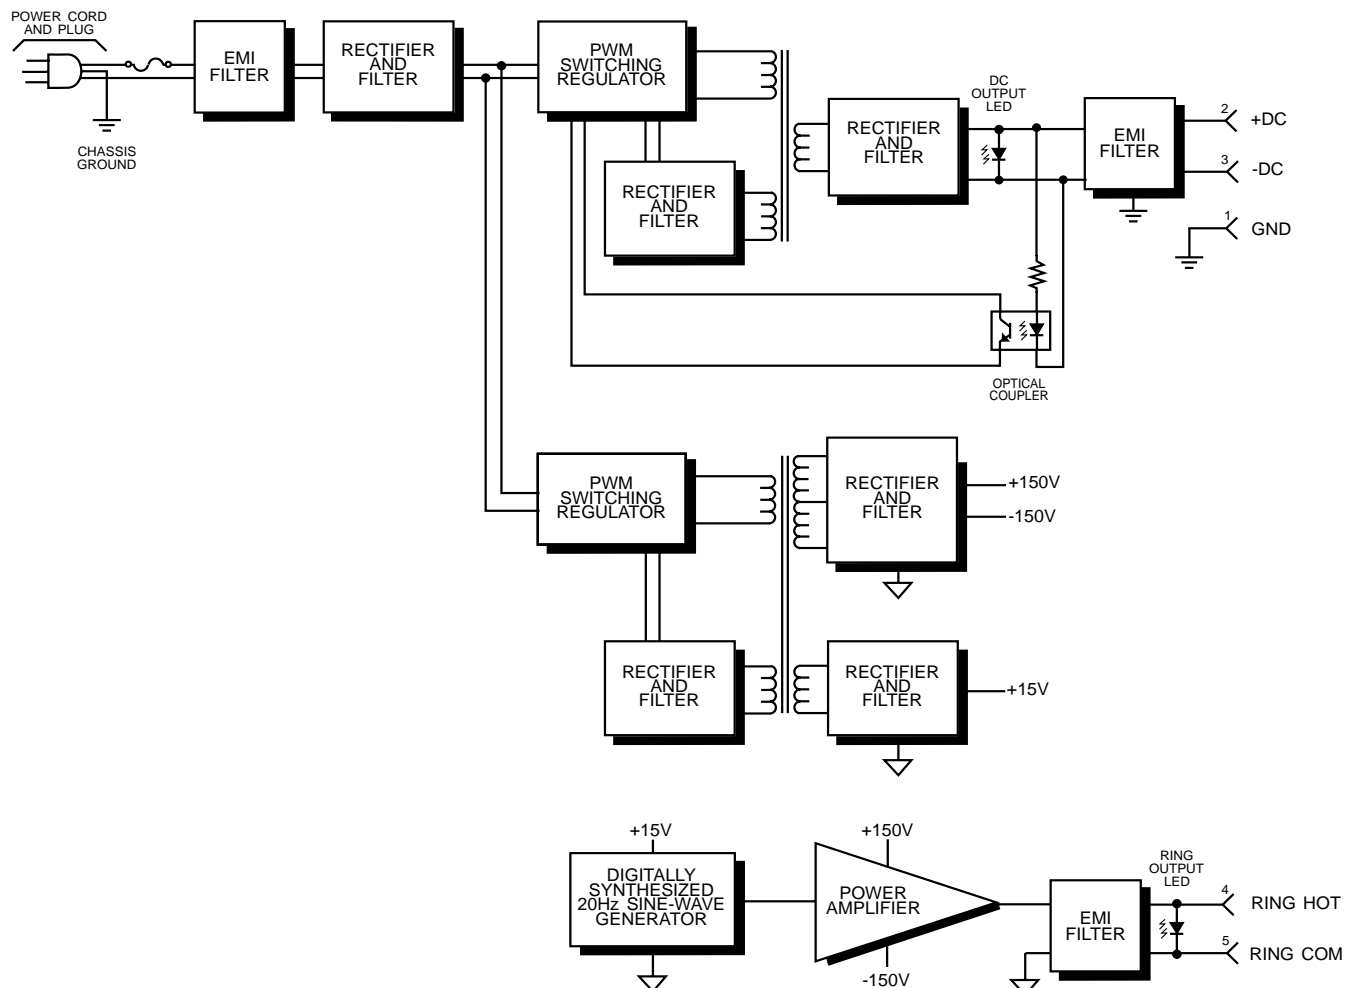 POWER CORD
AND PLUG
CHASSIS
GROUND
EMI
FILTER
RECTIFIER
AND
FILTER
PWM
SWITCHING
REGULATOR
RECTIFIER
AND
FILTER
RECTIFIER
AND
FILTER
DC
OUTPUT
LED
EMI
FILTER
2
+DC
3
-DC
1
GND
OPTICAL
COUPLER
PWM
SWITCHING
REGULATOR
RECTIFIER
AND
FILTER
+150V
-150V
RECTIFIER
AND
FILTER
RECTIFIER
AND
FILTER
+15V
+15V
DIGITALLY
SYNTHESIZED
20Hz SINE-WAVE
GENERATOR
+150V
POWER
AMPLIFIER
-150V
EMI
FILTER
RING
OUTPUT
LED
4
RING HOT
5
RING COM